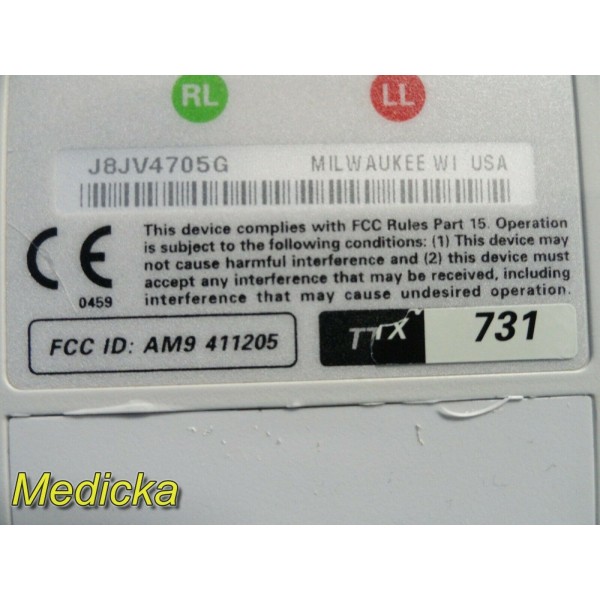 RL LL
J8JV4705G MILWAUKEE WI USA
This device complies with FCC Rules Part 15. Operation
is subject to the following conditions: (1) This device may
not cause harmful interference and (2) this device must
accept any interference that may be received, including
interference that may cause undesired operation.
CE
0459
FCC ID: AM9 411205
TTX 731
Medicka